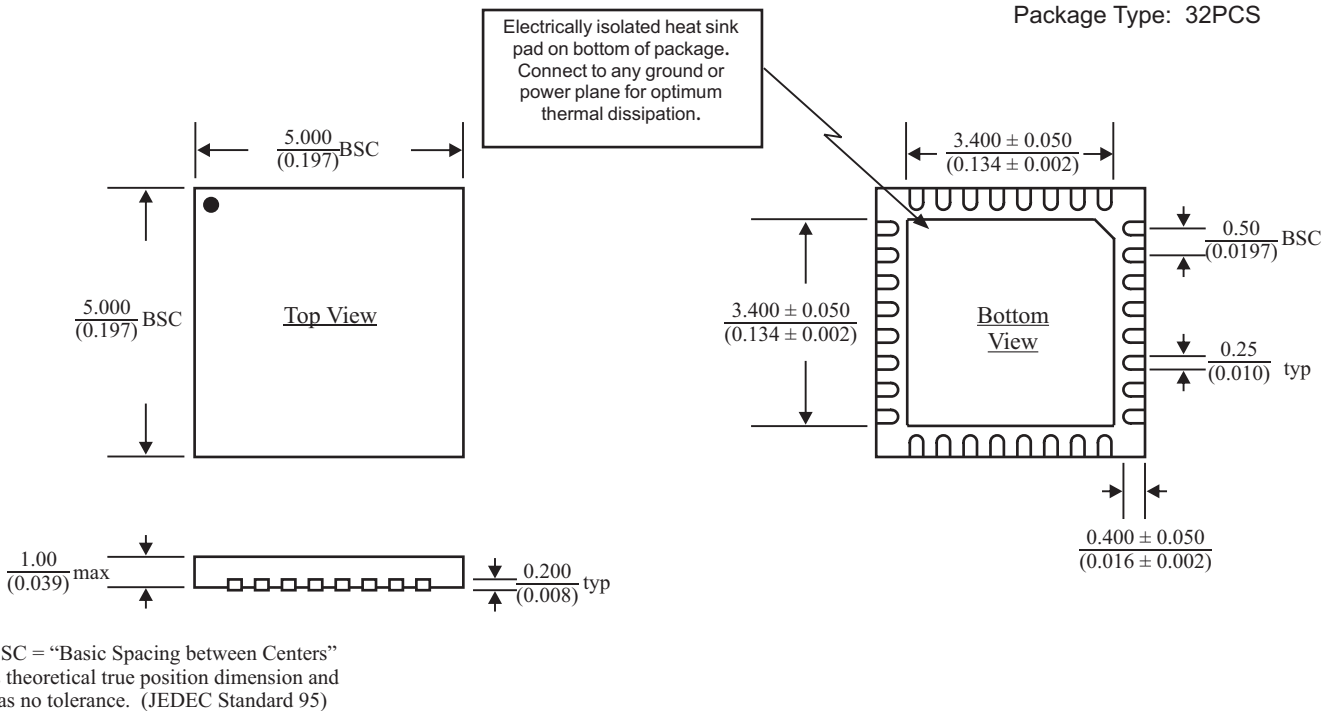 Package Type: 32PCS
Electrically isolated heat sink
pad on bottom of package.
Connect to any ground or
power plane for optimum
thermal dissipation.
5.000
(0.197)
BSC
3.400 ± 0.050
(0.134 ± 0.002)
5.000
(0.197)
BSC
Top View
3.400 ± 0.050
(0.134 ± 0.002)
Bottom
View
0.50
(0.0197)
BSC
0.25
(0.010)
typ
0.400 ± 0.050
(0.016 ± 0.002)
1.00
(0.039)
max
0.200
(0.008)
typ
SC = “Basic Spacing between Centers”
theoretical true position dimension and
as no tolerance. (JEDEC Standard 95)